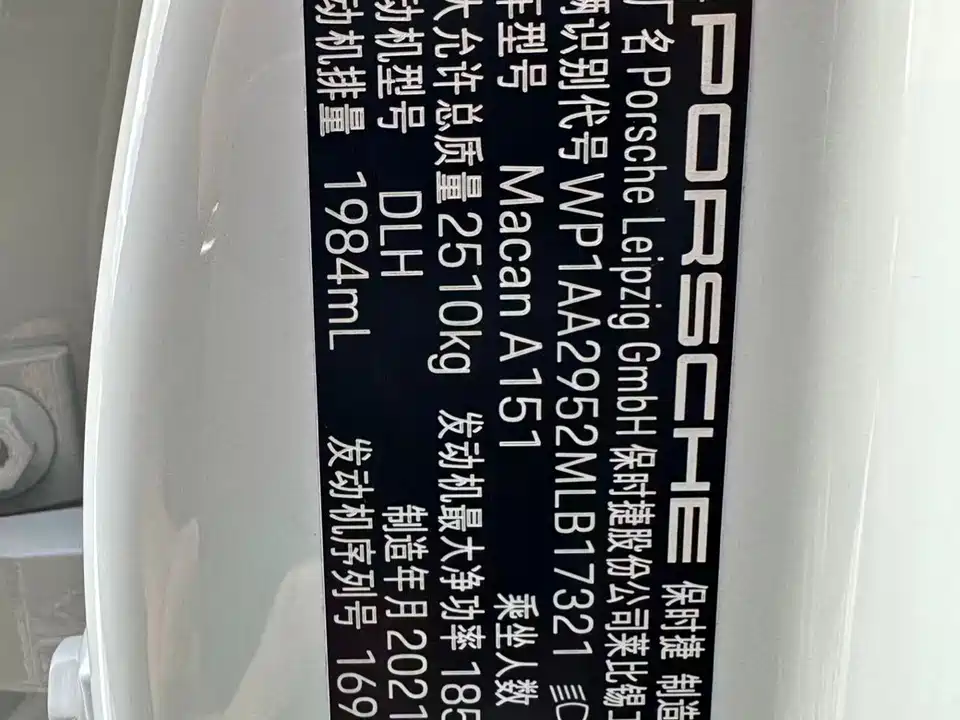 PORSCHE 保时捷 制造
厂名 Porsche Leipzig GmbH 保时捷股份公司莱比锡工
辆识别代号 WP1AA2952MLB17321
车型号 Macan A151 乘坐人数
大允许总质量 2510kg 发动机最大净功率 185
动机型号 DLH 制造年月 2021
动机排量 1984mL 发动机序列号 169